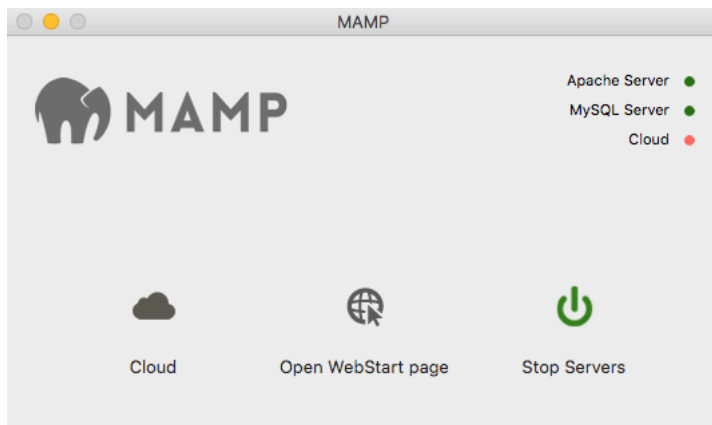 MAMP
MAMP
Apache Server
MySQL Server
Cloud
Cloud
Open WebStart page
Stop Servers